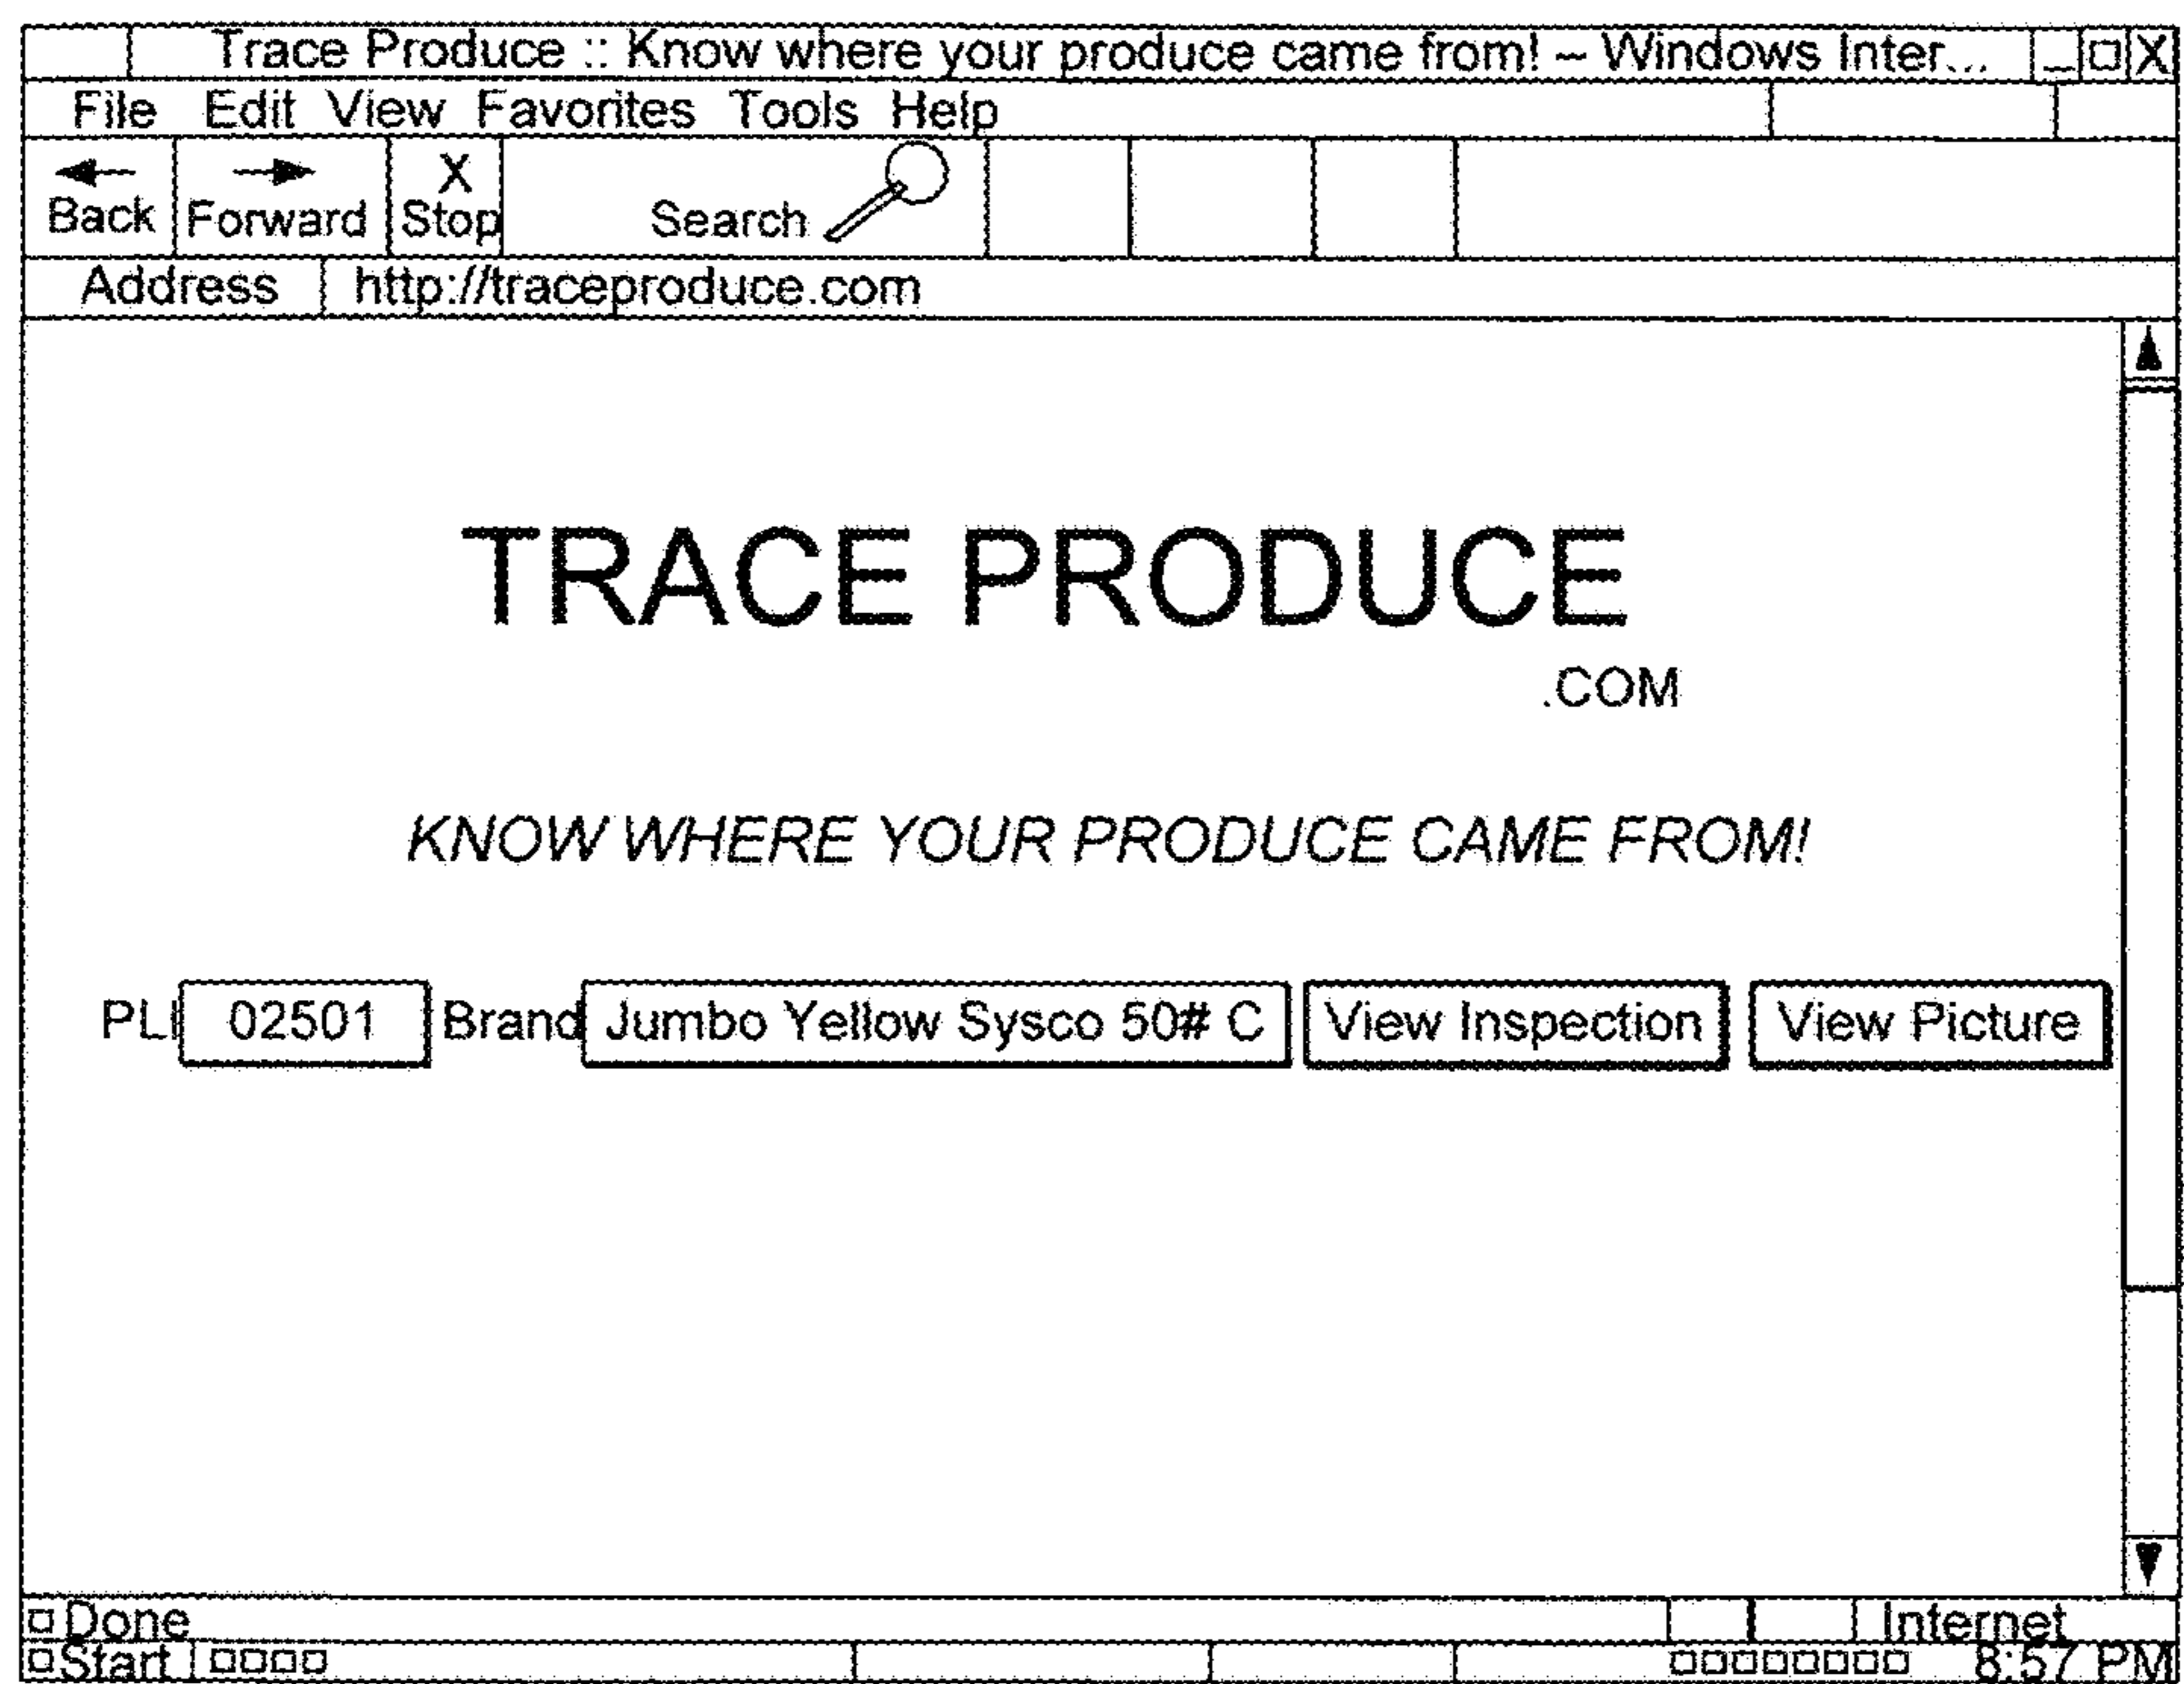 Trace Produce :: Know where your produce came from! – Windows Inter... _ □ X
File Edit View Favorites Tools Help
Back Forward X Stop Search
Address http://traceproduce.com
TRACE PRODUCE
.COM
KNOW WHERE YOUR PRODUCE CAME FROM!
PLI 02501 Brand Jumbo Yellow Sysco 50# C View Inspection View Picture
Done Internet
Start 8:57 PM